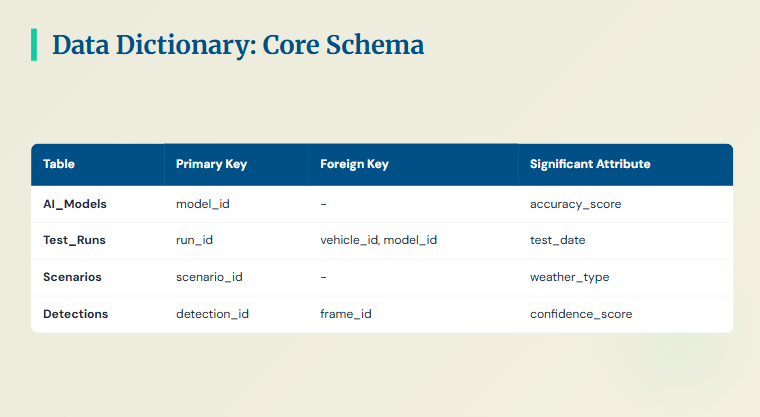 Data Dictionary: Core Schema
Table Primary Key Foreign Key Significant Attribute
AI_Models model_id - accuracy_score
Test_Runs run_id vehicle_id, model_id test_date
Scenarios scenario_id - weather_type
Detections detection_id frame_id confidence_score